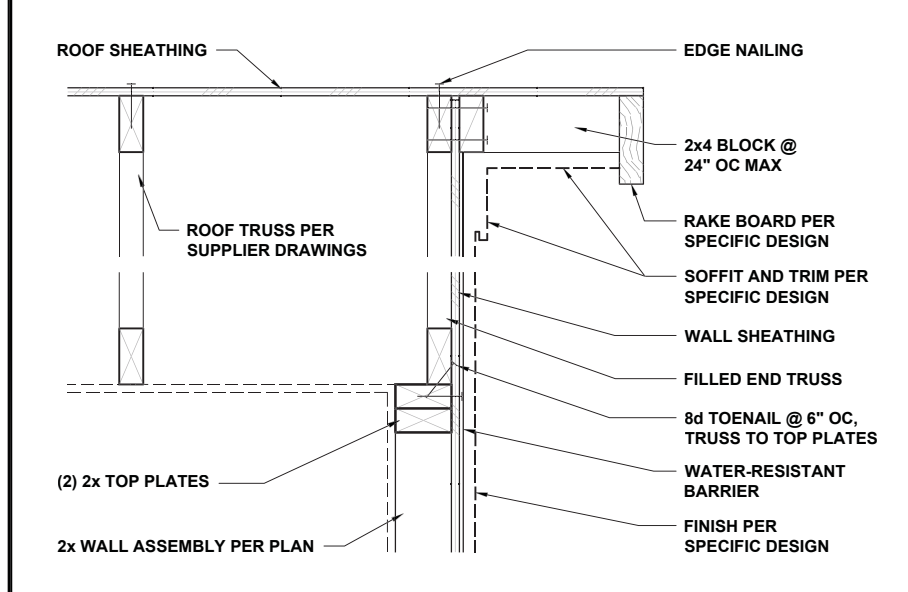 ROOF SHEATHING
EDGE NAILING
2x4 BLOCK @
24" OC MAX
ROOF TRUSS PER
SUPPLIER DRAWINGS
RAKE BOARD PER
SPECIFIC DESIGN
SOFFIT AND TRIM PER
SPECIFIC DESIGN
WALL SHEATHING
FILLED END TRUSS
8d TOENAIL @ 6" OC,
TRUSS TO TOP PLATES
(2) 2x TOP PLATES
WATER-RESISTANT
BARRIER
2x WALL ASSEMBLY PER PLAN
FINISH PER
SPECIFIC DESIGN